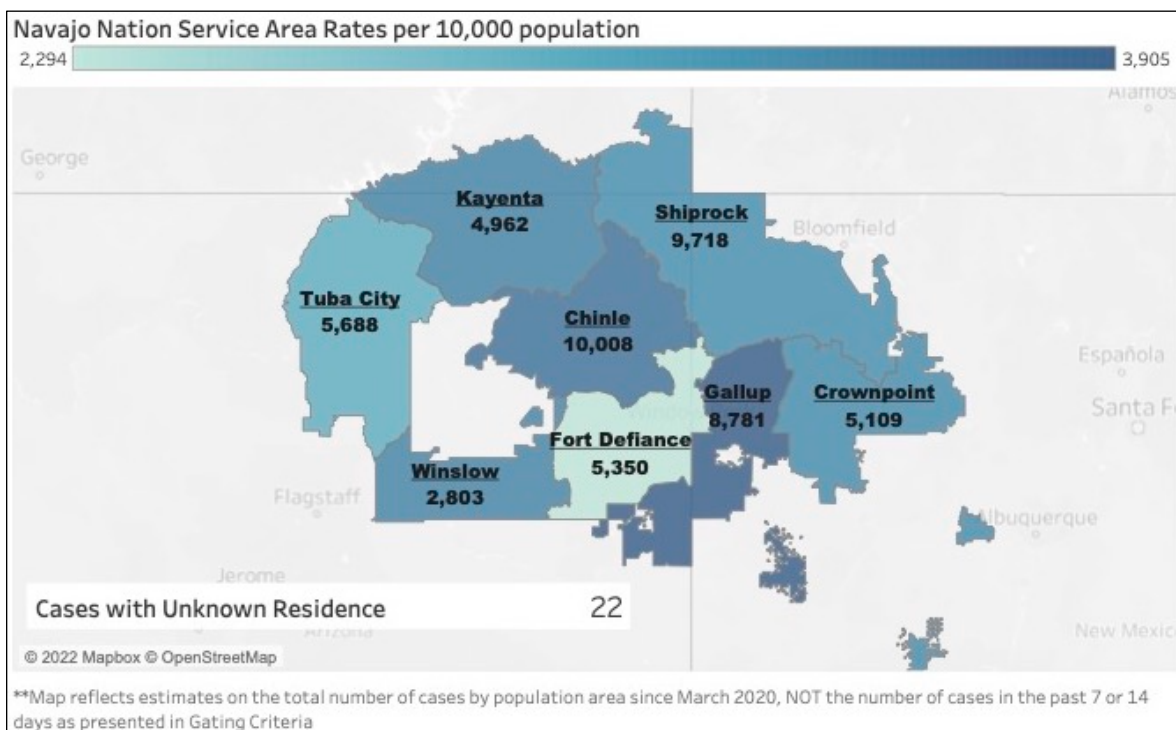 Navajo Nation Service Area Rates per 10,000 population
2,294
3,905
Alamos
George
Kayenta
4,962
Shiprock
9,718
Bloomfield
Tuba City
5,688
Chinle
10,008
Española
Gallup
8,781
Crownpoint
5,109
Santa F
Fort Defiance
5,350
Winslow
2,803
Flagstaff
Albuquerque
Jerome
Cases with Unknown Residence 22
Arizona
New Mexico
© 2022 Mapbox © OpenStreetMap
**Map reflects estimates on the total number of cases by population area since March 2020, NOT the number of cases in the past 7 or 14
days as presented in Gating Criteria